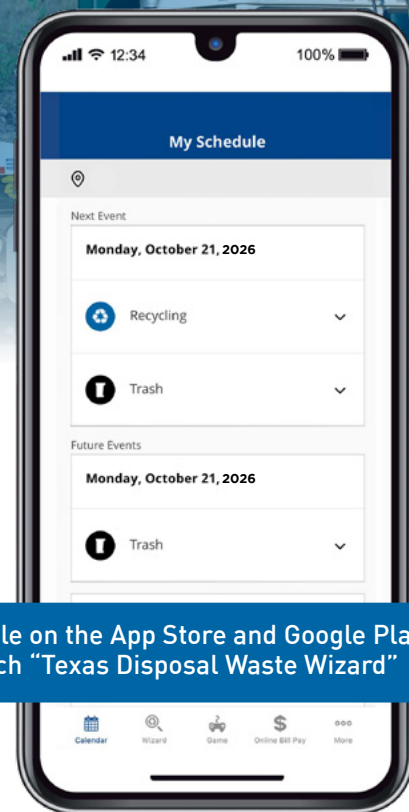 12:34
100%
My Schedule
Next Event
Monday, October 21, 2026
Recycling
Trash
Future Events
Monday, October 21, 2026
Trash
le on the App Store and Google Pla
ch “Texas Disposal Waste Wizard”
Calendar
Wizard
Game
Online Bill Pay
More